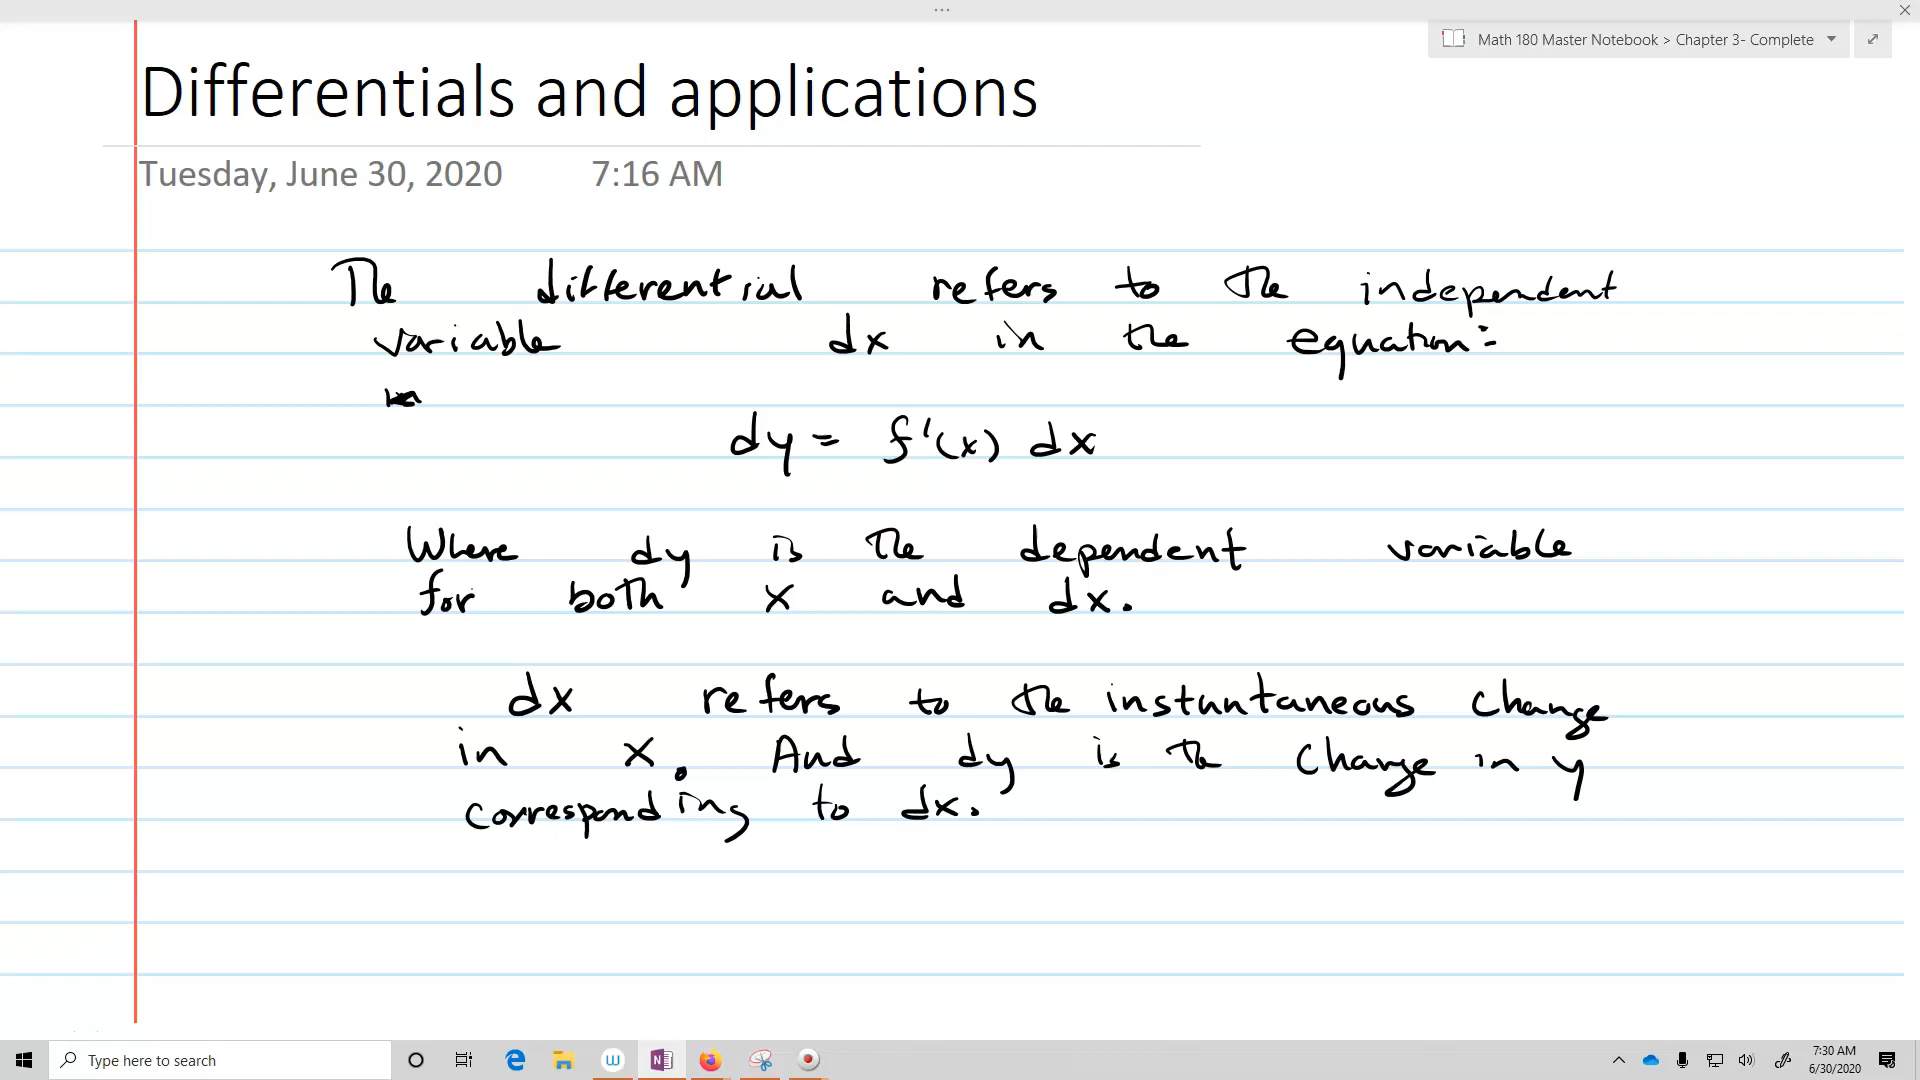 ...
Math 180 Master Notebook > Chapter 3- Complete
Differentials and applications
Tuesday, June 30, 2020 7:16 AM
The differential refers to the independent
variable dx in the equation:
dy = f'(x) dx
Where dy is the dependent variable
for both x and dx.
dx refers to the instantaneous change
in x. And dy is the change in y
corresponding to dx.
Type here to search
7:30 AM
6/30/2020